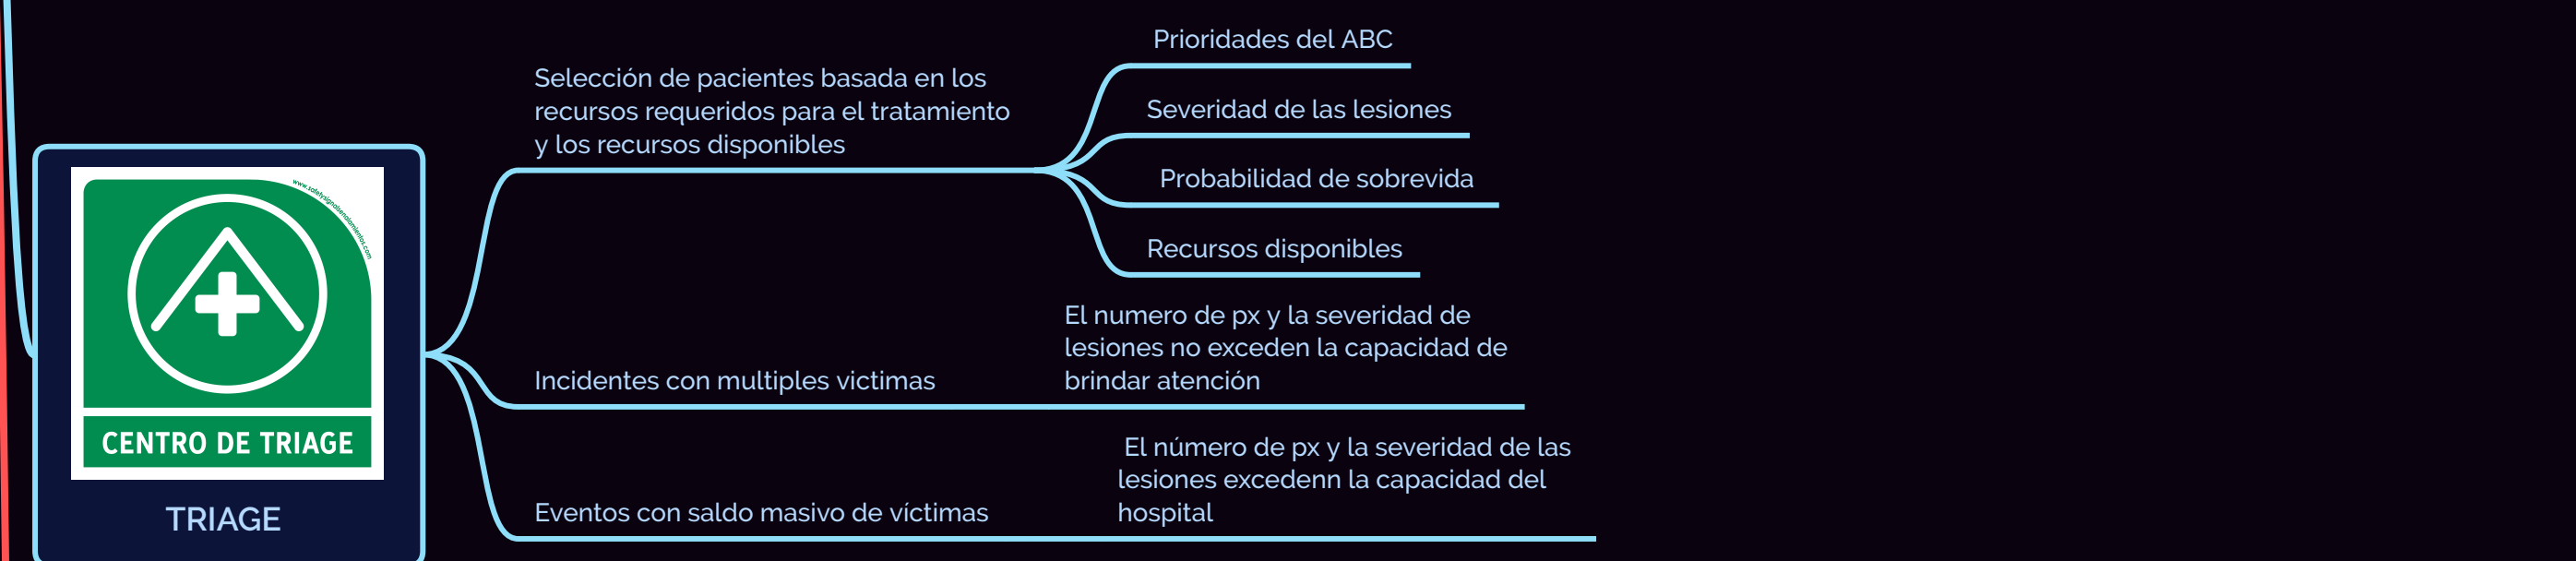 Prioridades del ABC
Selección de pacientes basada en los
recursos requeridos para el tratamiento
y los recursos disponibles
Severidad de las lesiones
Probabilidad de sobrevida
Recursos disponibles
www.safetysignalsenalamientos.com
CENTRO DE TRIAGE
TRIAGE
Incidentes con multiples victimas
El numero de px y la severidad de
lesiones no exceden la capacidad de
brindar atención
Eventos con saldo masivo de víctimas
El número de px y la severidad de las
lesiones excedenn la capacidad del
hospital